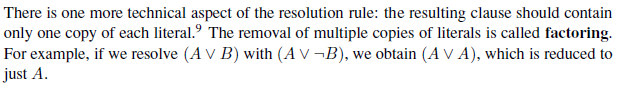 There is one more technical aspect of the resolution rule: the resulting clause should contain
only one copy of each literal.⁹ The removal of multiple copies of literals is called factoring.
For example, if we resolve (A ∨ B) with (A ∨ ¬B), we obtain (A ∨ A), which is reduced to
just A.